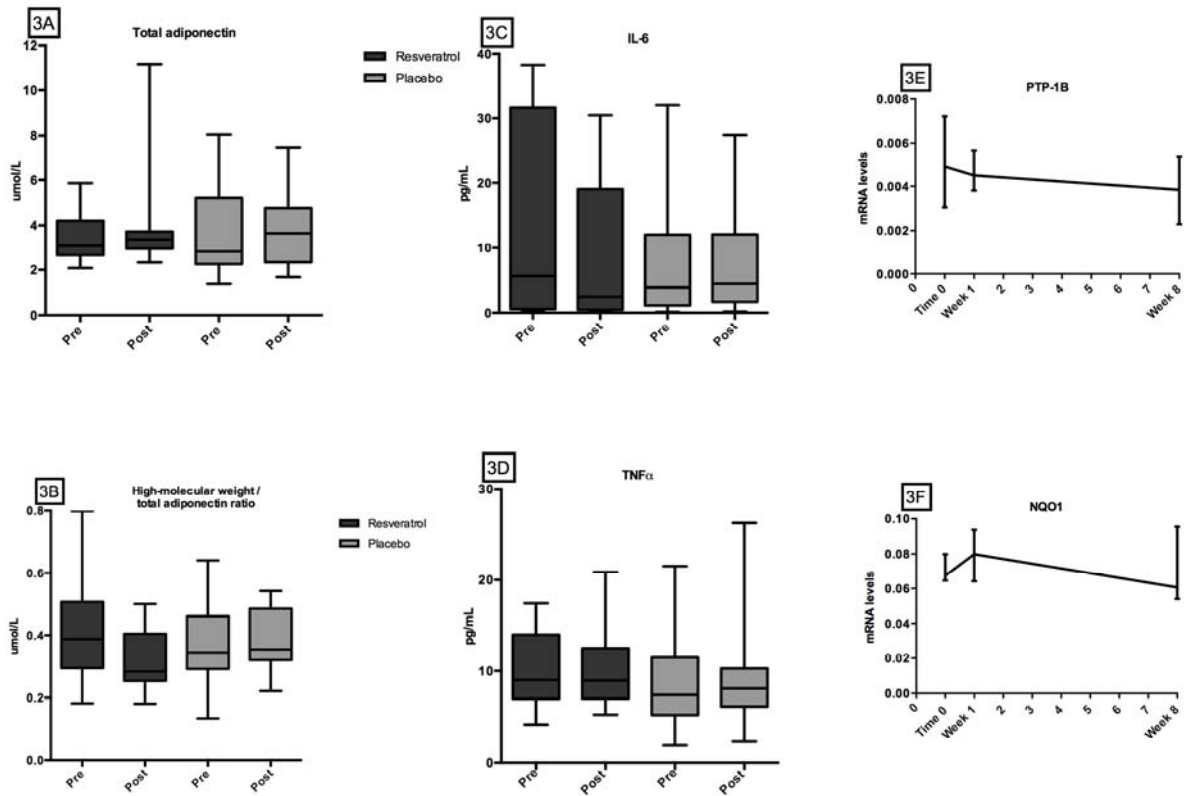 3A
Total adiponectin
umol/L
12
10
8
6
4
2
0
Pre
Post
Pre
Post
Resveratrol
Placebo
3C
IL-6
pg/mL
40
30
20
10
0
Pre
Post
Pre
Post
3E
PTP-1B
mRNA levels
0.008
0.006
0.004
0.002
0.000
0
Time 0
Week 1
2
3
4
5
6
7
Week 8
3B
High-molecular weight /
total adiponectin ratio
umol/L
0.8
0.6
0.4
0.2
0.0
Pre
Post
Pre
Post
Resveratrol
Placebo
3D
TNFα
pg/mL
30
20
10
0
Pre
Post
Pre
Post
3F
NQO1
mRNA levels
0.10
0.08
0.06
0.04
0.02
0.00
0
Time 0
Week 1
2
3
4
5
6
7
Week 8